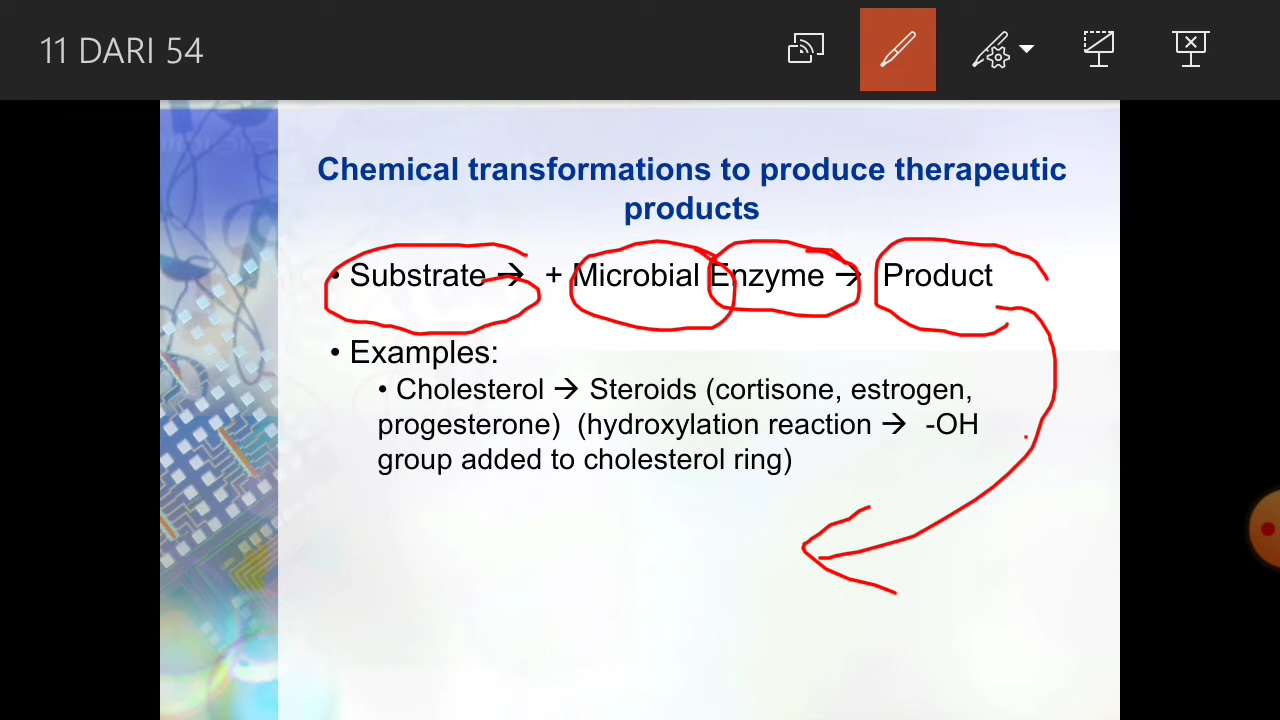 11 DARI 54
Chemical transformations to produce therapeutic
products
• Substrate → + Microbial Enzyme → Product
• Examples:
• Cholesterol → Steroids (cortisone, estrogen,
progesterone) (hydroxylation reaction → -OH
group added to cholesterol ring)